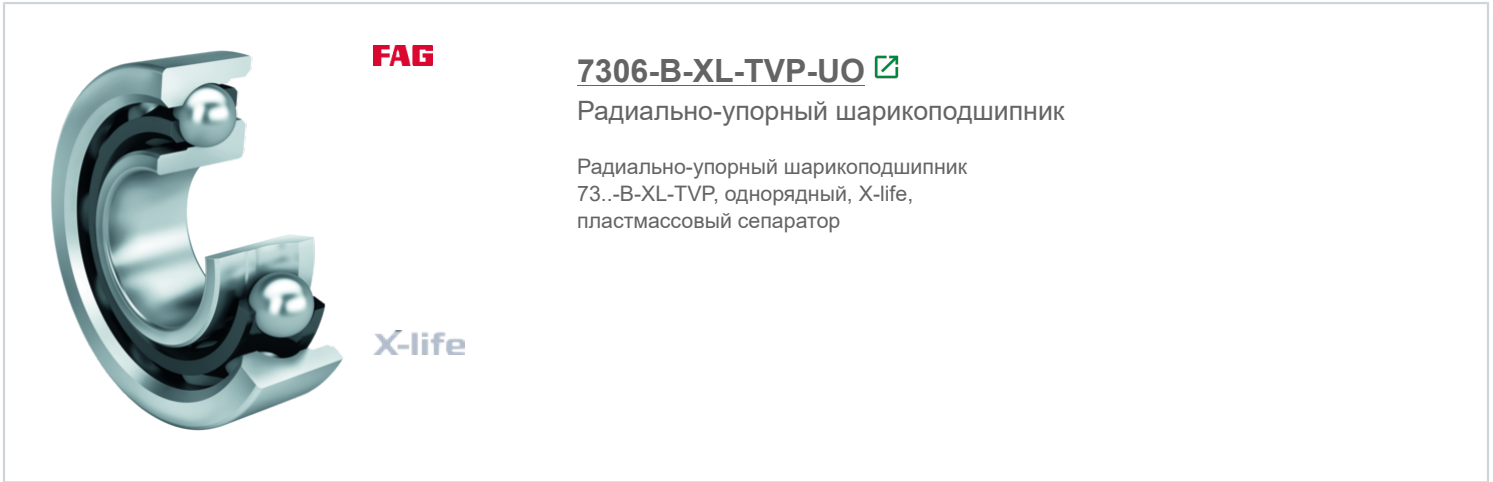 FAG
7306-B-XL-TVP-UO
Радиально-упорный шарикоподшипник
Радиально-упорный шарикоподшипник
73..-B-XL-TVP, однорядный, X-life,
пластмассовый сепаратор
X-life